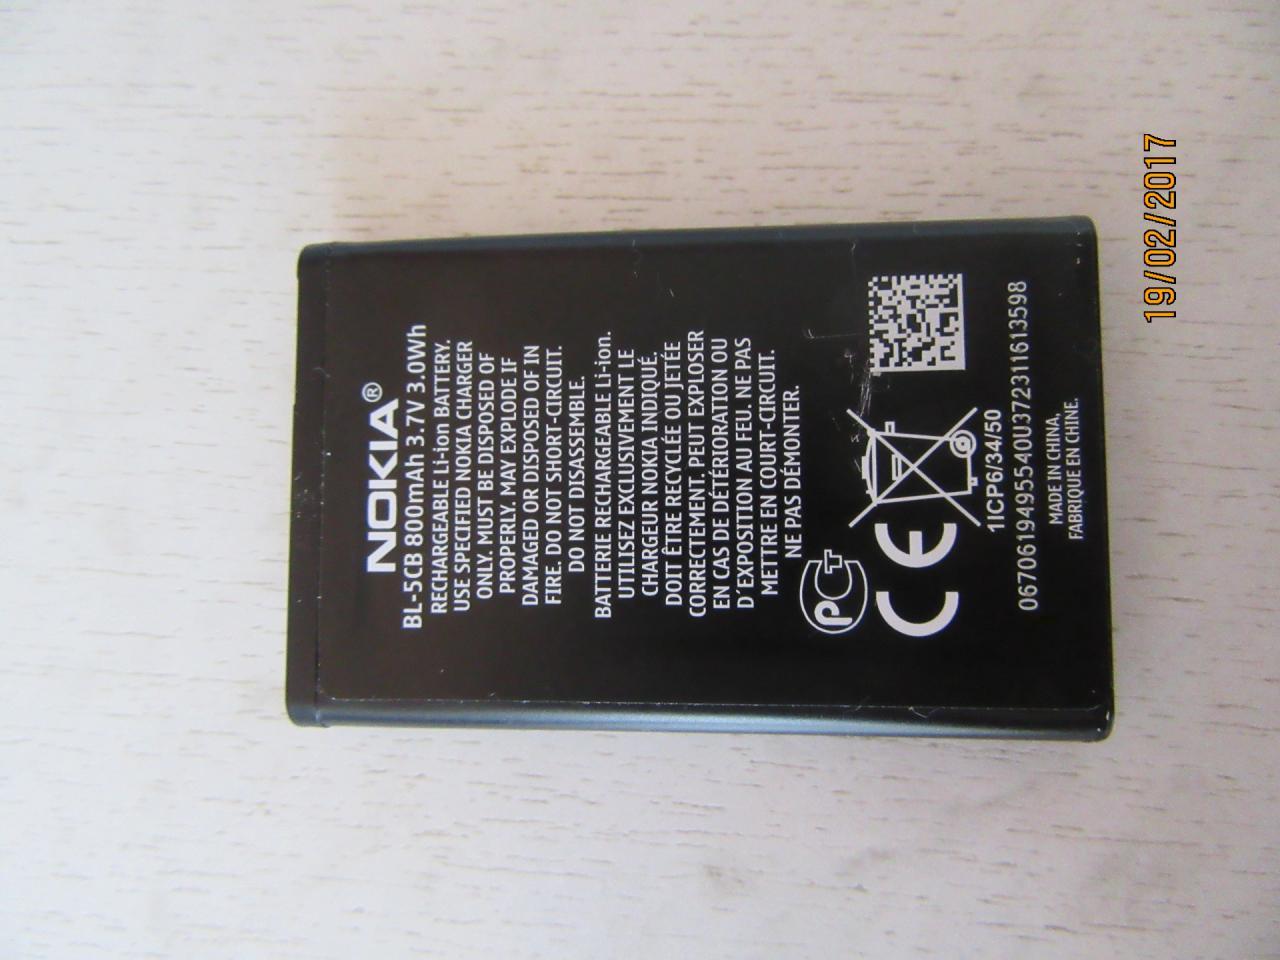 NOKIA®
BL-5CB 800mAh 3.7V 3.0Wh
RECHARGEABLE Li-ion BATTERY.
USE SPECIFIED NOKIA CHARGER
ONLY. MUST BE DISPOSED OF
PROPERLY. MAY EXPLODE IF
DAMAGED OR DISPOSED OF IN
FIRE. DO NOT SHORT-CIRCUIT.
DO NOT DISASSEMBLE.
BATTERIE RECHARGEABLE Li-ion.
UTILISEZ EXCLUSIVEMENT LE
CHARGEUR NOKIA INDIQUÉ.
DOIT ÊTRE RECYCLÉE OU JETÉE
CORRECTEMENT. PEUT EXPLOSER
EN CAS DE DÉTÉRIORATION OU
D'EXPOSITION AU FEU. NE PAS
METTRE EN COURT-CIRCUIT.
NE PAS DÉMONTER.
РСТ
CE
1ICP6/34/50
0670619495540U37231161359​8
MADE IN CHINA,
FABRIQUE EN CHINE.
19/02/2017